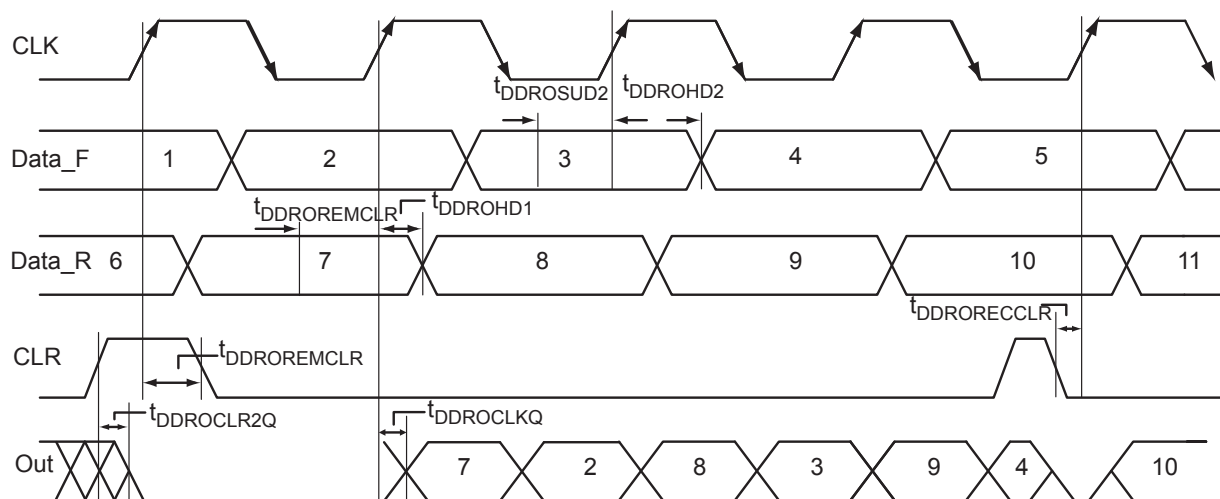 CLK
tDDROSUD2 tDDROHD2
Data_F 1 2 3 4 5
tDDROREMCLR tDDROHD1
Data_R 6 7 8 9 10 11
tDDRORECCLR
CLR tDDROREMCLR
tDDROCLR2Q tDDROCLKQ
Out 7 2 8 3 9 4 10